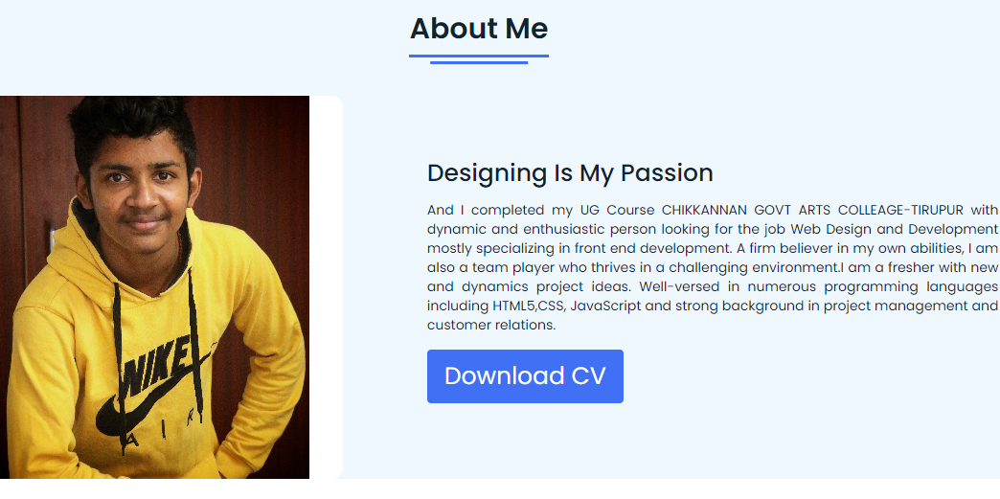 About Me
Designing Is My Passion
And I completed my UG Course CHIKKANNAN GOVT ARTS COLLEAGE-TIRUPUR with
dynamic and enthusiastic person looking for the job Web Design and Development
mostly specializing in front end development. A firm believer in my own abilities, I am
also a team player who thrives in a challenging environment.I am a fresher with new
and dynamics project ideas. Well-versed in numerous programming languages
including HTML5,CSS, JavaScript and strong background in project management and
customer relations.
Download CV
NIKE
AIR